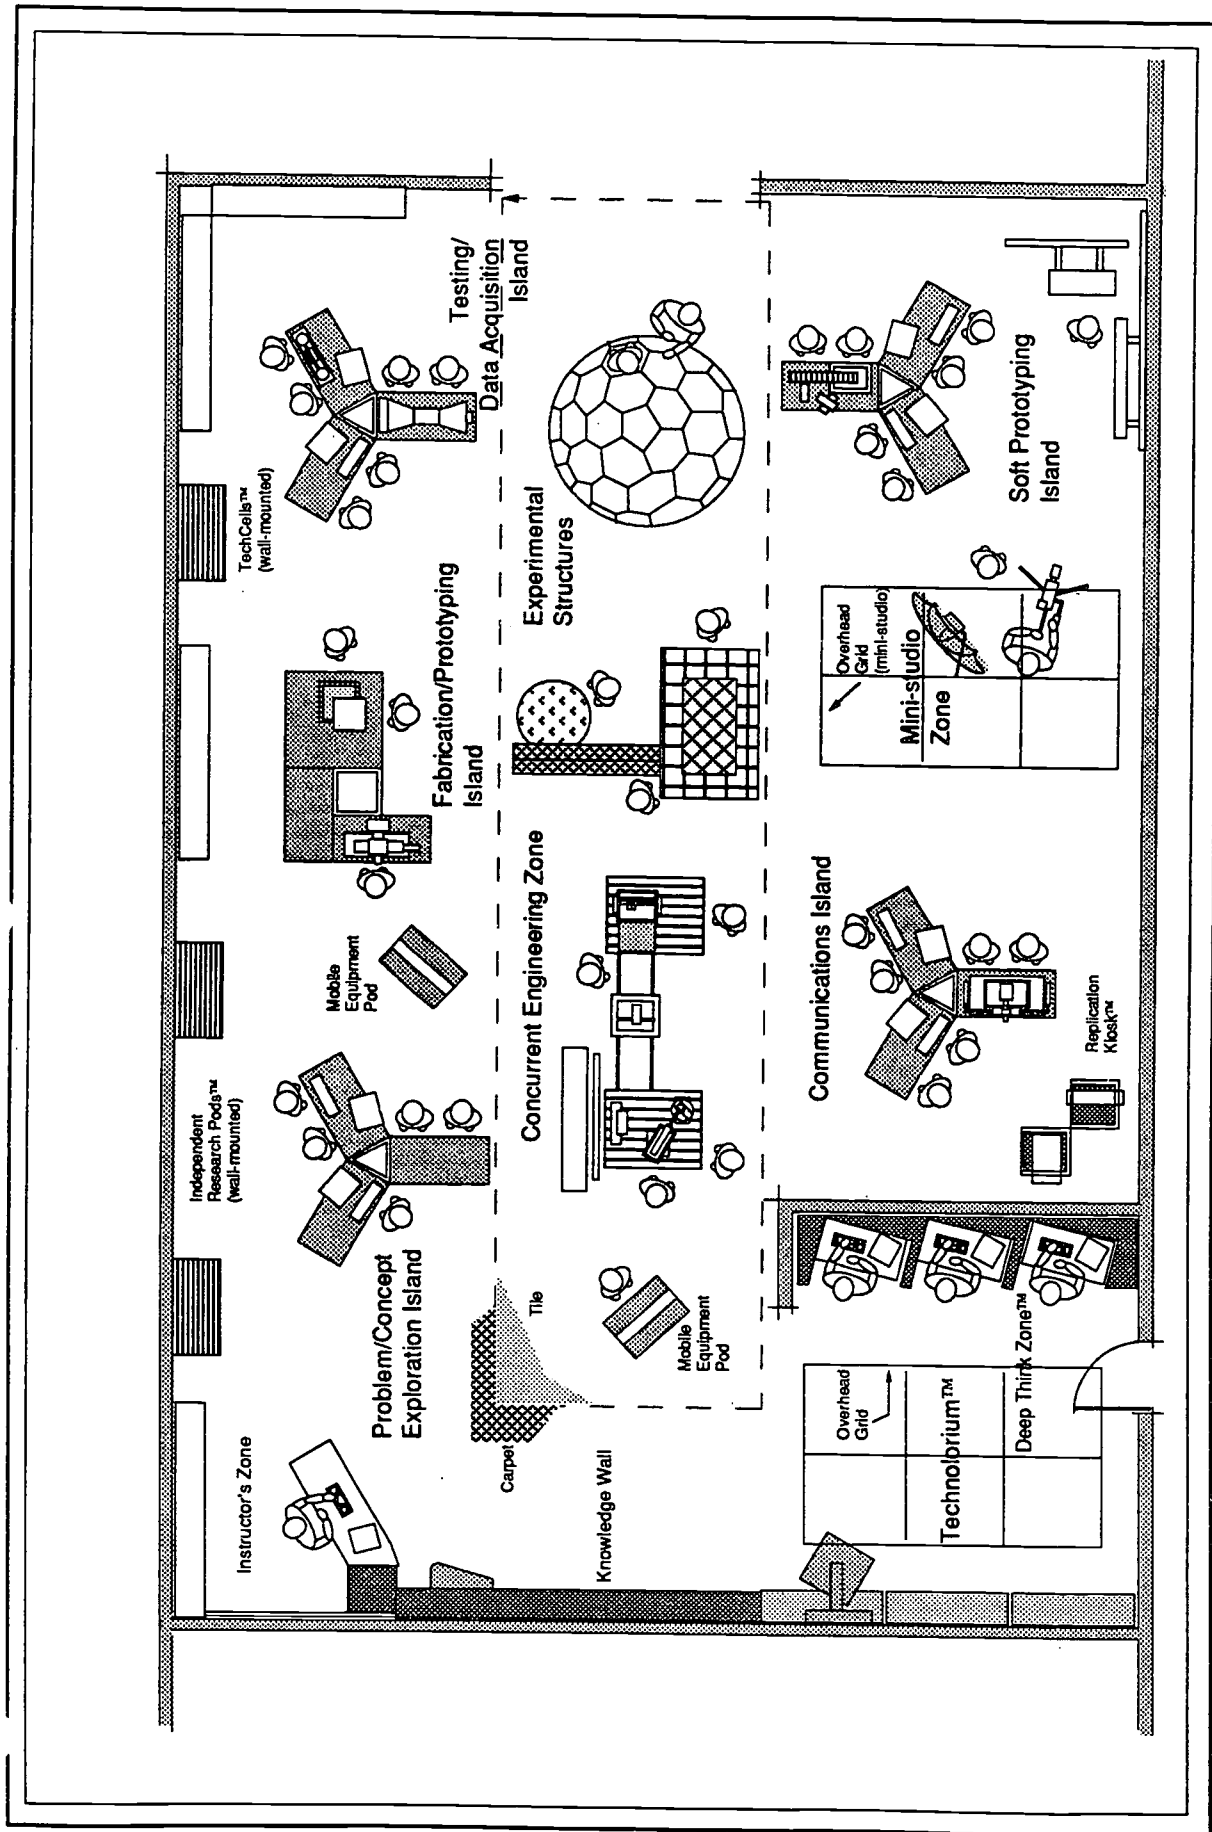 Instructor's Zone
Independent
Research Pods™
(wall-mounted)
TechCells™
(wall-mounted)
Problem/Concept
Exploration Island
Mobile
Equipment
Pod
Fabrication/Prototyping
Island
Testing/
Data Acquisition
Island
Carpet
Tile
Knowledge Wall
Concurrent Engineering Zone
Experimental
Structures
Mobile
Equipment
Pod
Overhead
Grid
Technolorium™
Deep Think Zone™
Communications Island
Replication
Kiosk™
Overhead
Grid
(mini-studio)
Mini-studio
Zone
Soft Prototyping
Island